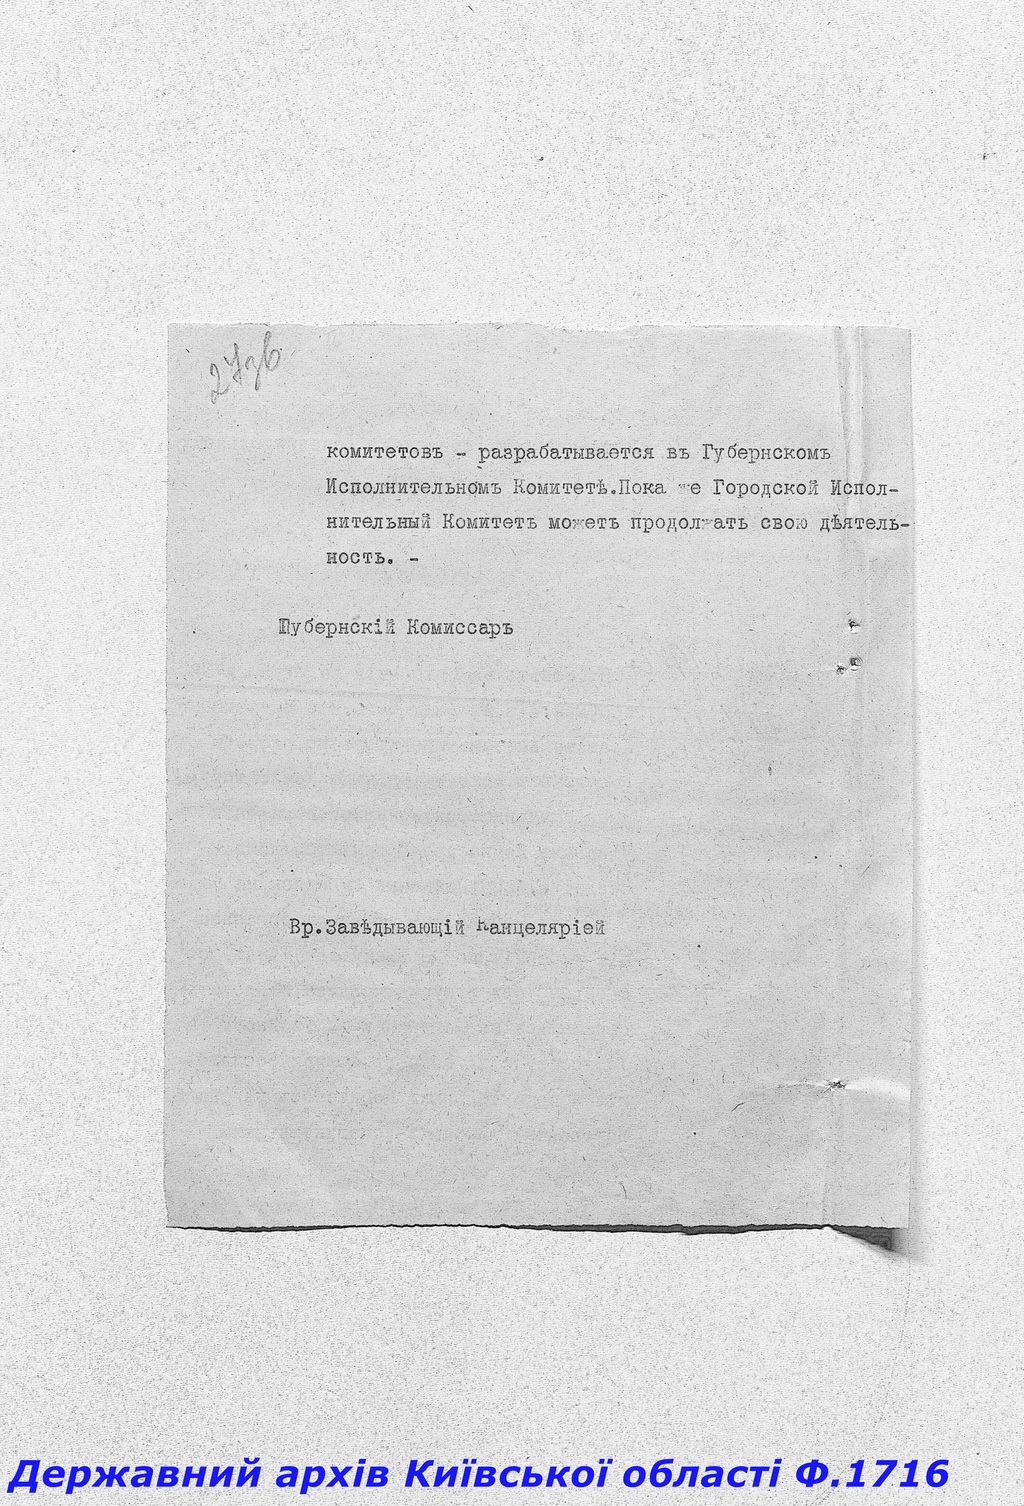 27зв
комитетовъ - разрабатывается въ Губернскомъ
Исполнительномъ Комитетѣ.Пока же Городской Испол-
нительный Комитетъ можетъ продолжать свою дѣятель-
ность. -
Губернскій Комиссаръ
Вр.Завѣдывающій Канцеляріей
Державний архів Київської області Ф.1716